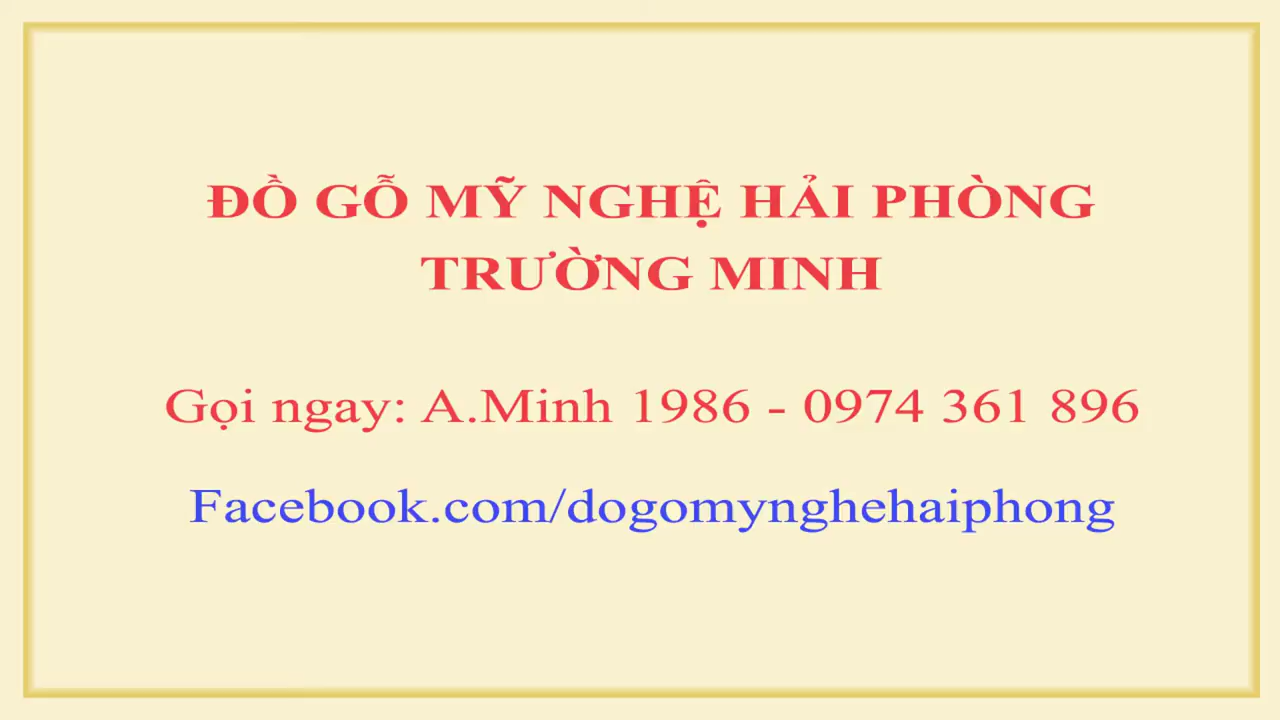 ĐỒ GỖ MỸ NGHỆ HẢI PHÒNG
TRƯỜNG MINH
Gọi ngay: A.Minh 1986 - 0974 361 896
Facebook.com/dogomynghehaiphong